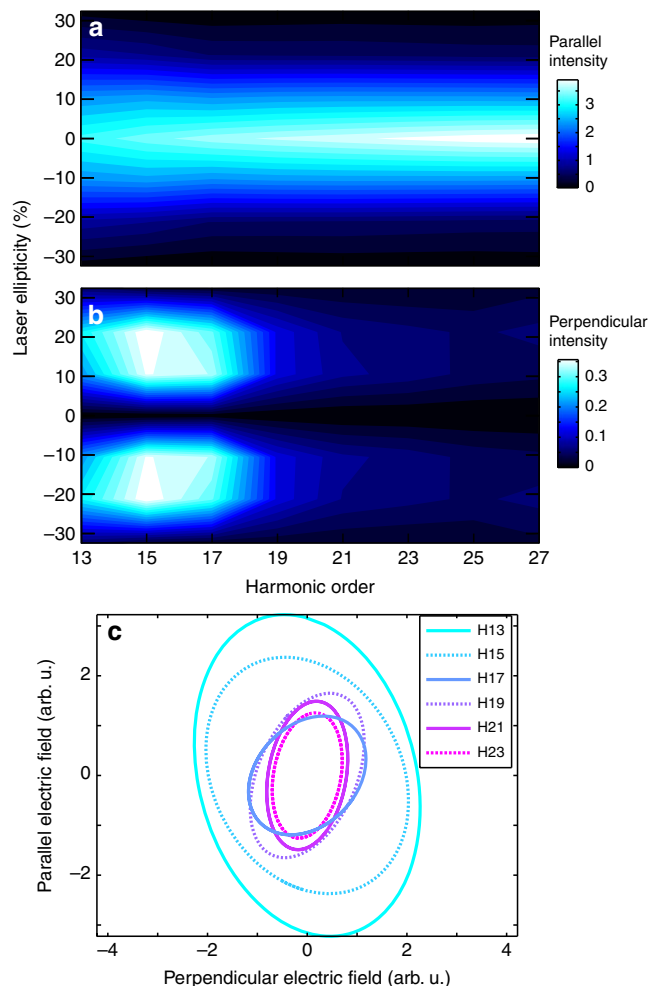 a
30
20
10
0
−10
−20
−30
Parallel
intensity
3
2
1
0
Laser ellipticity (%)
b
30
20
10
0
−10
−20
−30
Perpendicular
intensity
0.3
0.2
0.1
0
13 15 17 19 21 23 25 27
Harmonic order
c
H13
H15
H17
H19
H21
H23
2
0
−2
Parallel electric field (arb. u.)
−4 −2 0 2 4
Perpendicular electric field (arb. u.)